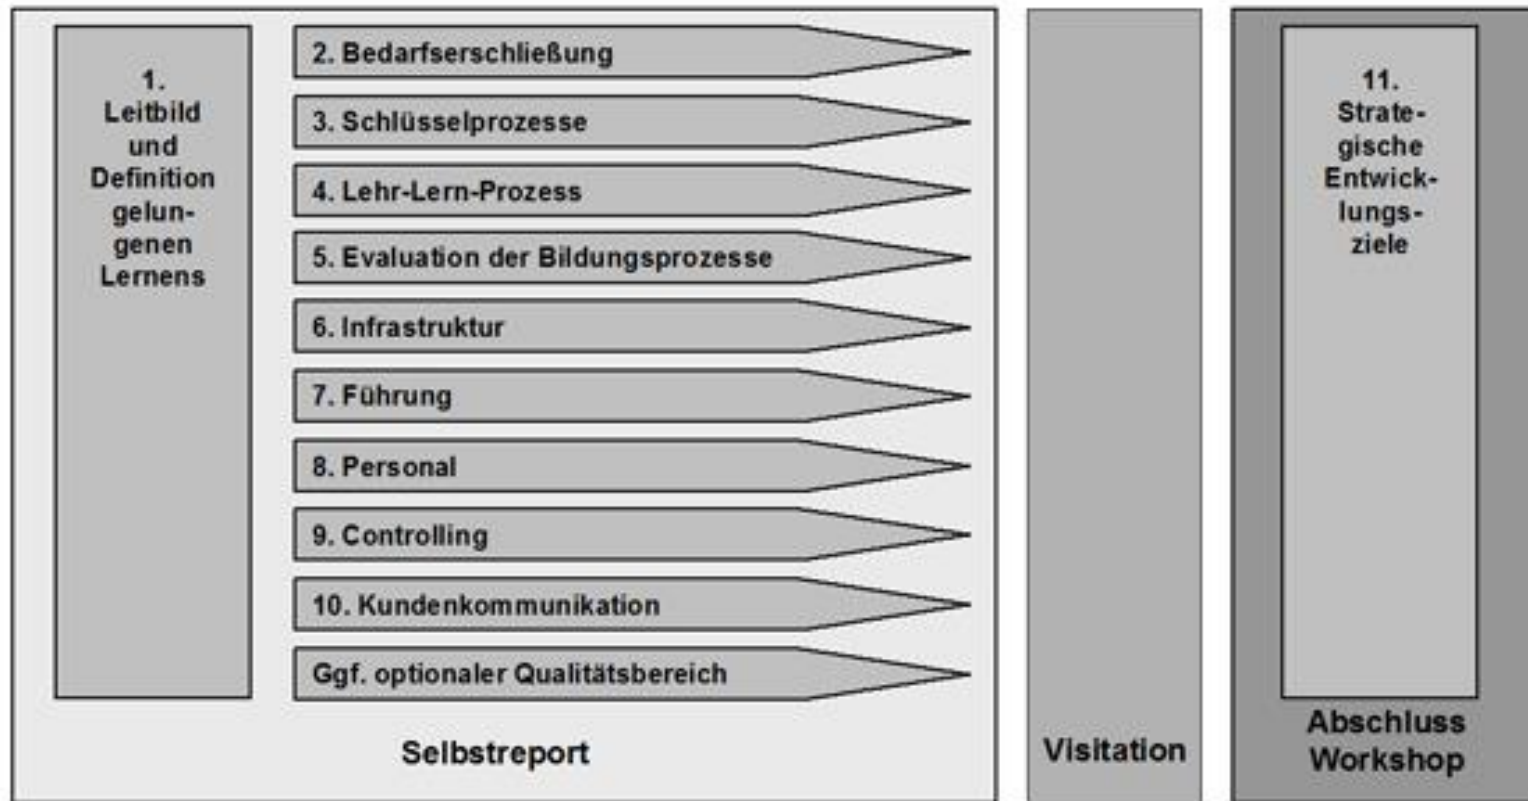 1.
Leitbild
und
Definition
gelun-
genen
Lernens
2. Bedarfserschließung
3. Schlüsselprozesse
4. Lehr-Lern-Prozess
5. Evaluation der Bildungsprozesse
6. Infrastruktur
7. Führung
8. Personal
9. Controlling
10. Kundenkommunikation
Ggf. optionaler Qualitätsbereich
Selbstreport
Visitation
11.
Strate-
gische
Entwick-
lungs-
ziele
Abschluss
Workshop